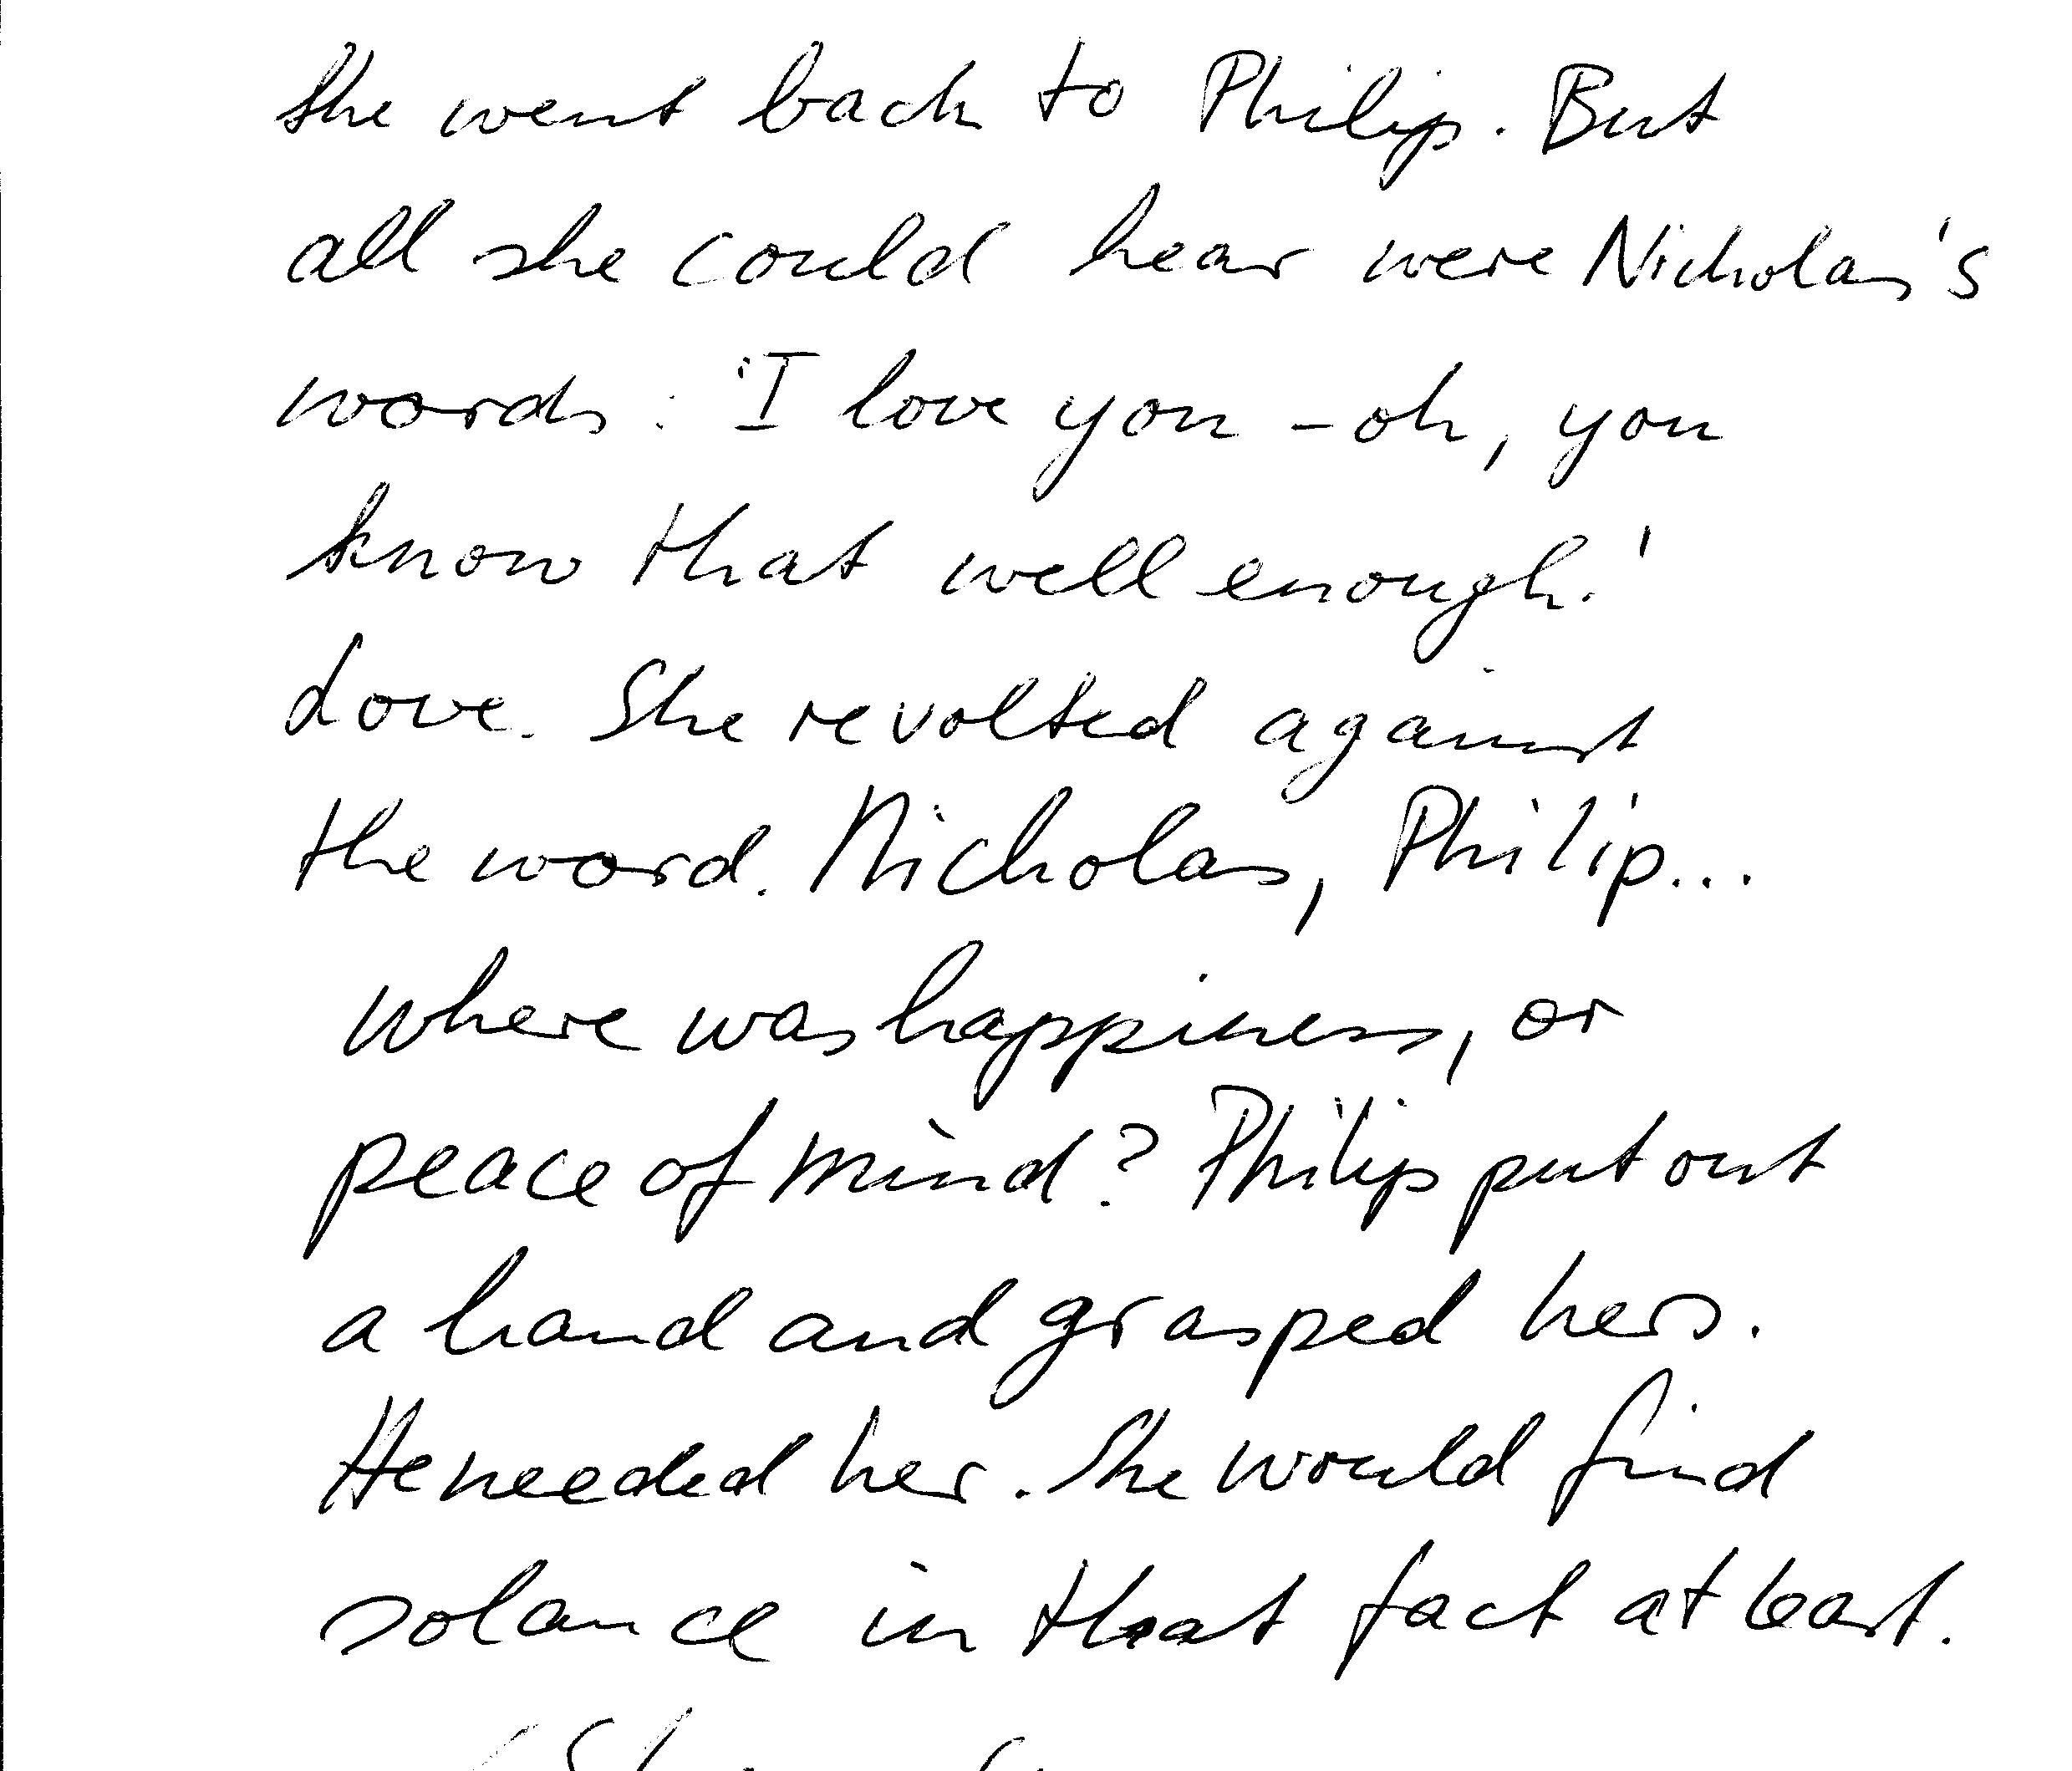 She went back to Philip. But
all she could hear were Nicholas's
words: 'I love you - oh, you
know that well enough.'
Love. She revolted against
the word. Nicholas, Philip...
where was happiness, or
peace of mind? Philip put out
a hand and grasped hers.
He needed her. She would find
solance in that fact at least.